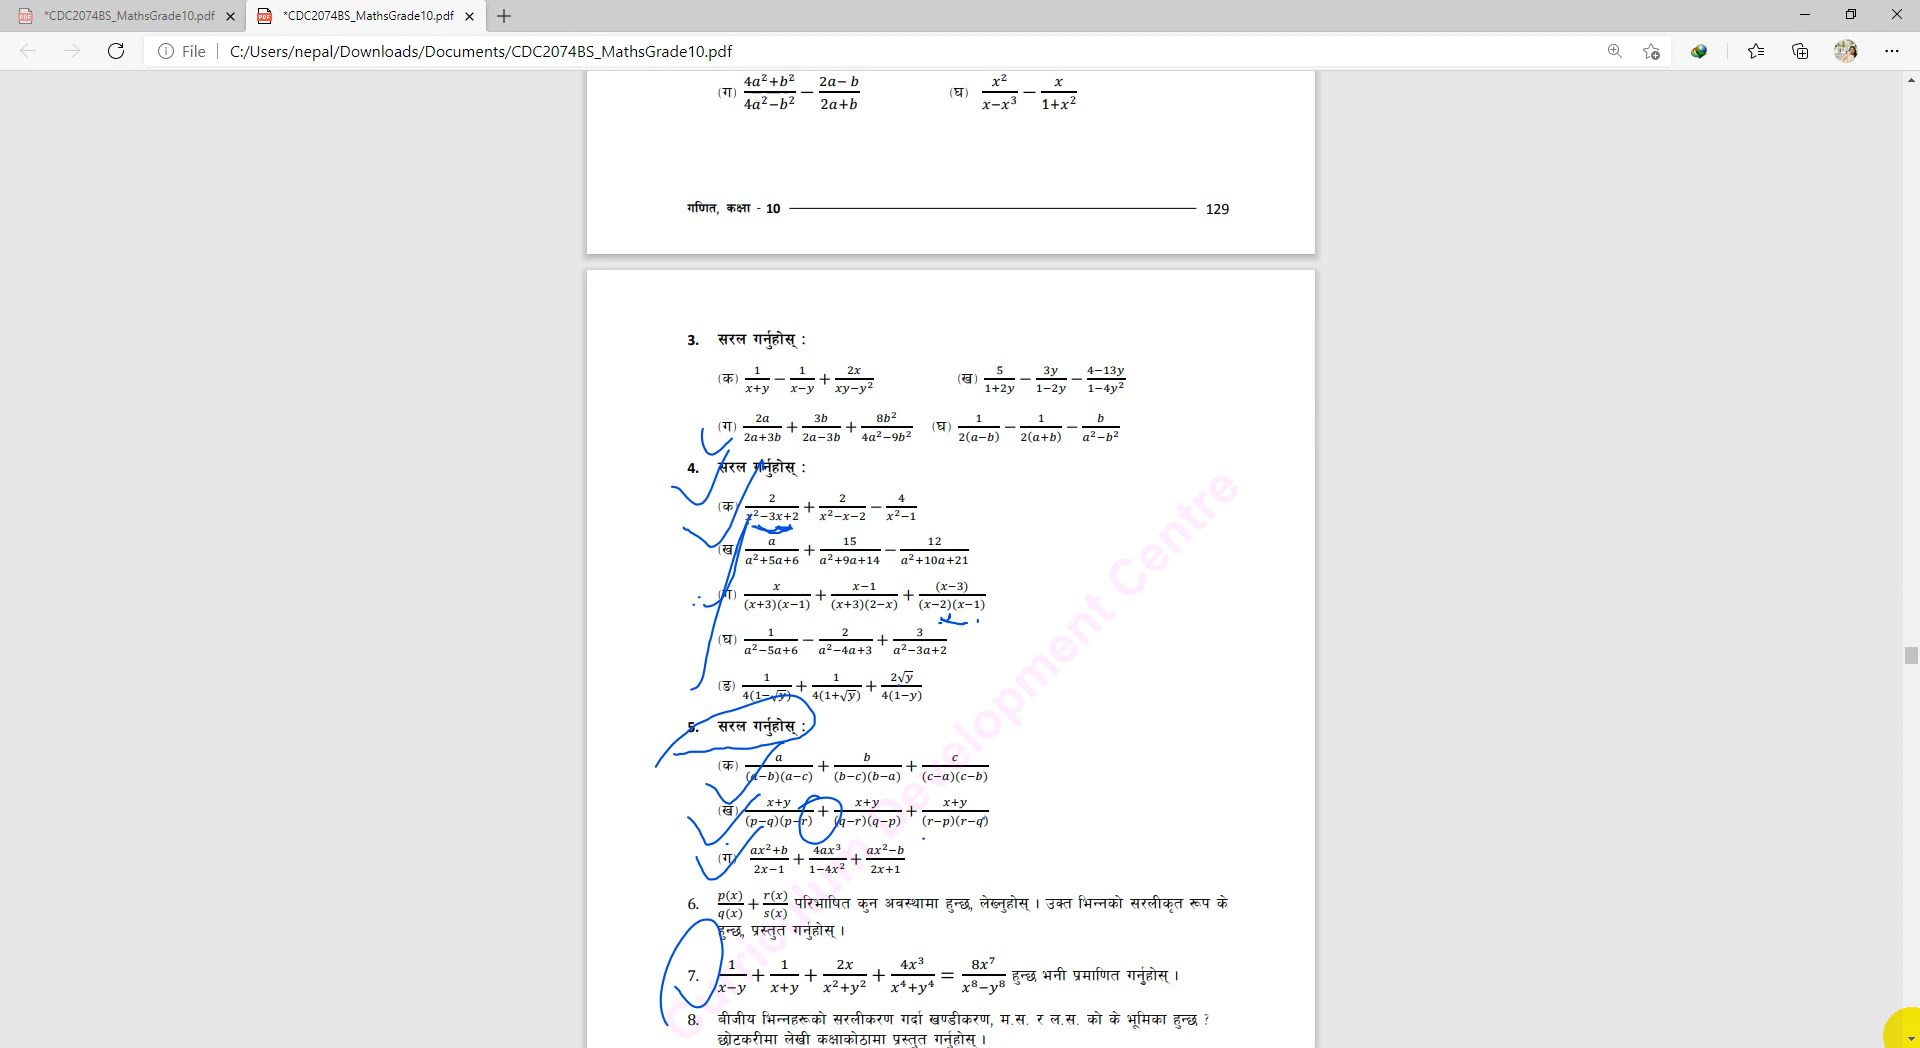 *CDC2074BS_MathsGrade10.pdf
*CDC2074BS_MathsGrade10.pdf
File C:/Users/nepal/Downloads/Documents/CDC2074BS_MathsGrade10.pdf
(ग) (4a²+b²)/(4a²−b²) − (2a−b)/(2a+b) (घ) x²/(x−x³) − x/(1+x²)
गणित, कक्षा - 10 129
3. सरल गर्नुहोस् :
(क) 1/(x+y) − 1/(x−y) + 2x/(xy−y²) (ख) 5/(1+2y) − 3y/(1−2y) − (4−13y)/(1−4y²)
(ग) 2a/(2a+3b) + 3b/(2a−3b) + 8b²/(4a²−9b²) (घ) 1/(2(a−b)) − 1/(2(a+b)) − b/(a²−b²)
4. सरल गर्नुहोस् :
(क) 2/(x²−3x+2) + 2/(x²−x−2) − 4/(x²−1)
(ख) a/(a²+5a+6) + 15/(a²+9a+14) − 12/(a²+10a+21)
(ग) x/((x+3)(x−1)) + (x−1)/((x+3)(2−x)) + (x−3)/((x−2)(x−1))
(घ) 1/(a²−5a+6) − 2/(a²−4a+3) + 3/(a²−3a+2)
(ङ) 1/(4(1−√y)) + 1/(4(1+√y)) + 2√y/(4(1−y))
5. सरल गर्नुहोस् :
(क) a/((a−b)(a−c)) + b/((b−c)(b−a)) + c/((c−a)(c−b))
(ख) (x+y)/((p−q)(p−r)) + (x+y)/((q−r)(q−p)) + (x+y)/((r−p)(r−q))
(ग) (ax²+b)/(2x−1) + 4ax³/(1−4x²) + (ax²−b)/(2x+1)
6. p(x)/q(x) + r(x)/s(x) परिभाषित कुन अवस्थामा हुन्छ, लेख्नुहोस् । उक्त भिन्नको सरलीकृत रूप के
हुन्छ, प्रस्तुत गर्नुहोस् ।
7. 1/(x−y) + 1/(x+y) + 2x/(x²+y²) + 4x³/(x⁴+y⁴) = 8x⁷/(x⁸−y⁸) हुन्छ भनी प्रमाणित गर्नुहोस् ।
8. बीजीय भिन्नहरूको सरलीकरण गर्दा खण्डीकरण, म.स. र ल.स. को के भूमिका हुन्छ ?
छोटकरीमा लेखी कक्षाकोठामा प्रस्तुत गर्नुहोस् ।
Curriculum Development Centre